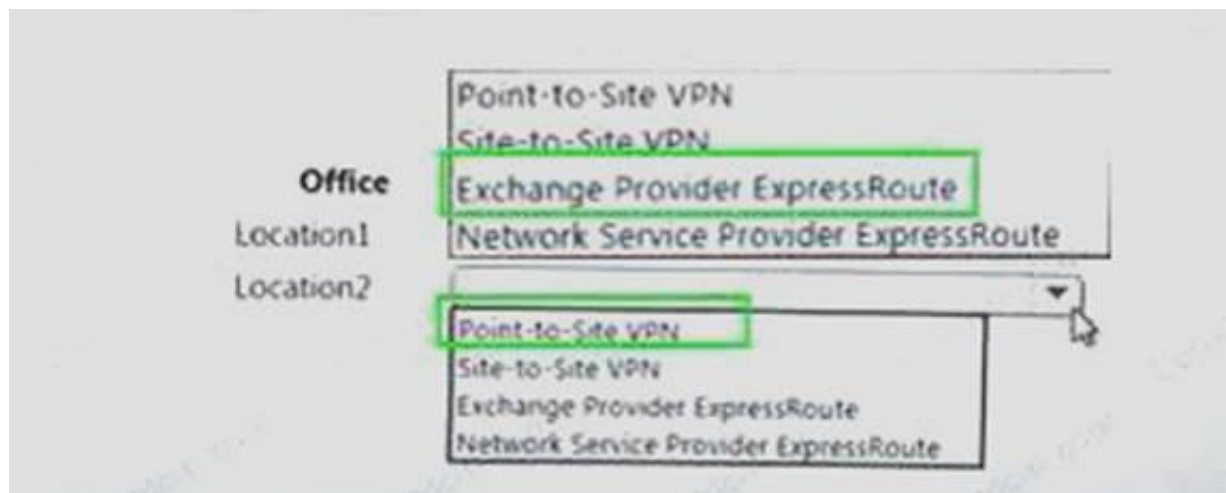 Point-to-Site VPN
Site-to-Site VPN
Office
Exchange Provider ExpressRoute
Location1
Network Service Provider ExpressRoute
Location2
Point-to-Site VPN
Site-to-Site VPN
Exchange Provider ExpressRoute
Network Service Provider ExpressRoute